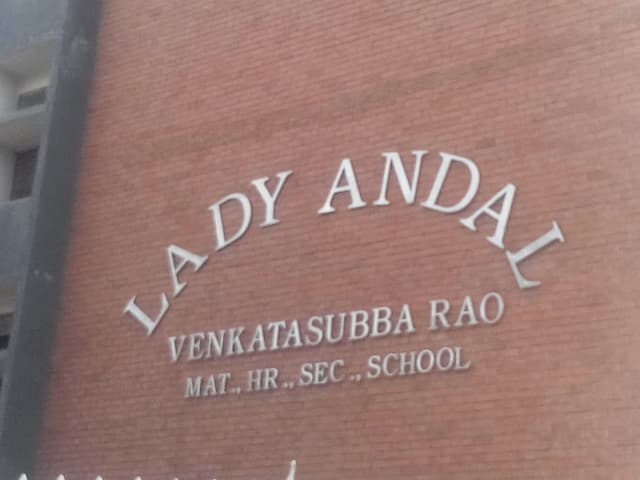 LADY ANDAL
VENKATASUBBA RAO
MAT., HR., SEC., SCHOOL